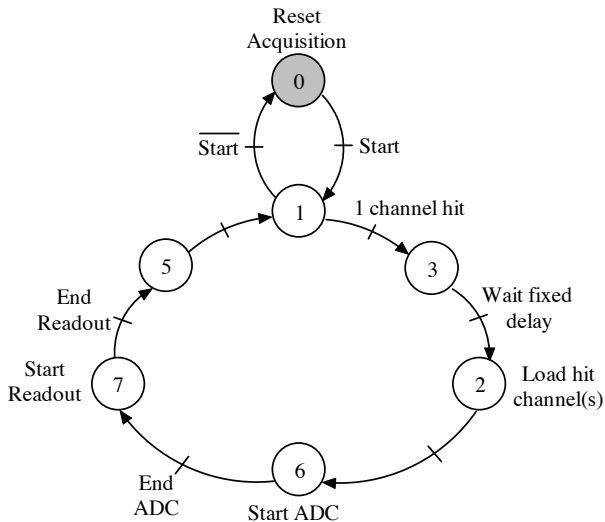 Reset
Acquisition
0
Start
Start
1
1 channel hit
5
3
End
Readout
Wait fixed
delay
Start
Readout
7
2
Load hit
channel(s)
6
End
ADC
Start ADC